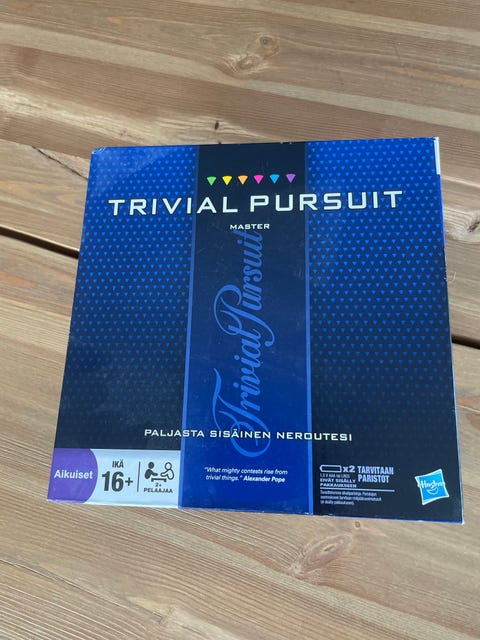 TRIVIAL PURSUIT
MASTER
Trivial Pursuit
PALJASTA SISÄINEN NEROUTESI
Aikuiset
IKÄ
16+
2+
PELAAJAA
"What mighty contests rise from
trivial things." Alexander Pope
x2 TARVITAAN
PARISTOT
EIVÄT SISÄLLY
PAKKAUKSEEN
Hasbro